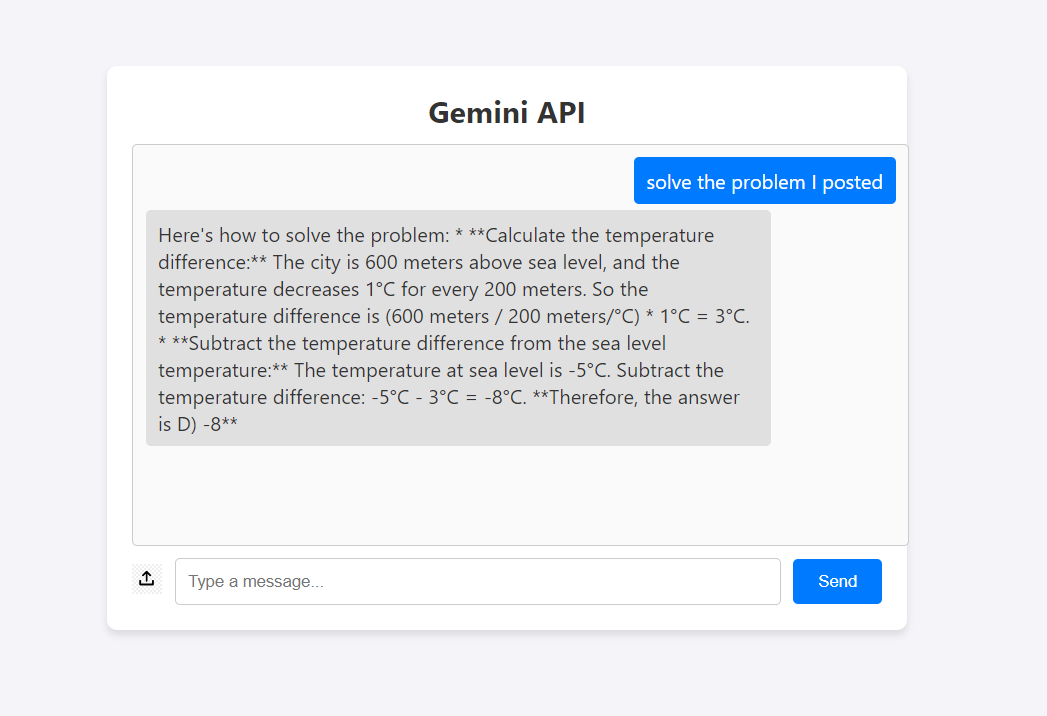 Gemini API
solve the problem I posted
Here's how to solve the problem: * **Calculate the temperature
difference:** The city is 600 meters above sea level, and the
temperature decreases 1°C for every 200 meters. So the
temperature difference is (600 meters / 200 meters/°C) * 1°C = 3°C.
* **Subtract the temperature difference from the sea level
temperature:** The temperature at sea level is -5°C. Subtract the
temperature difference: -5°C - 3°C = -8°C. **Therefore, the answer
is D) -8**
Type a message...
Send